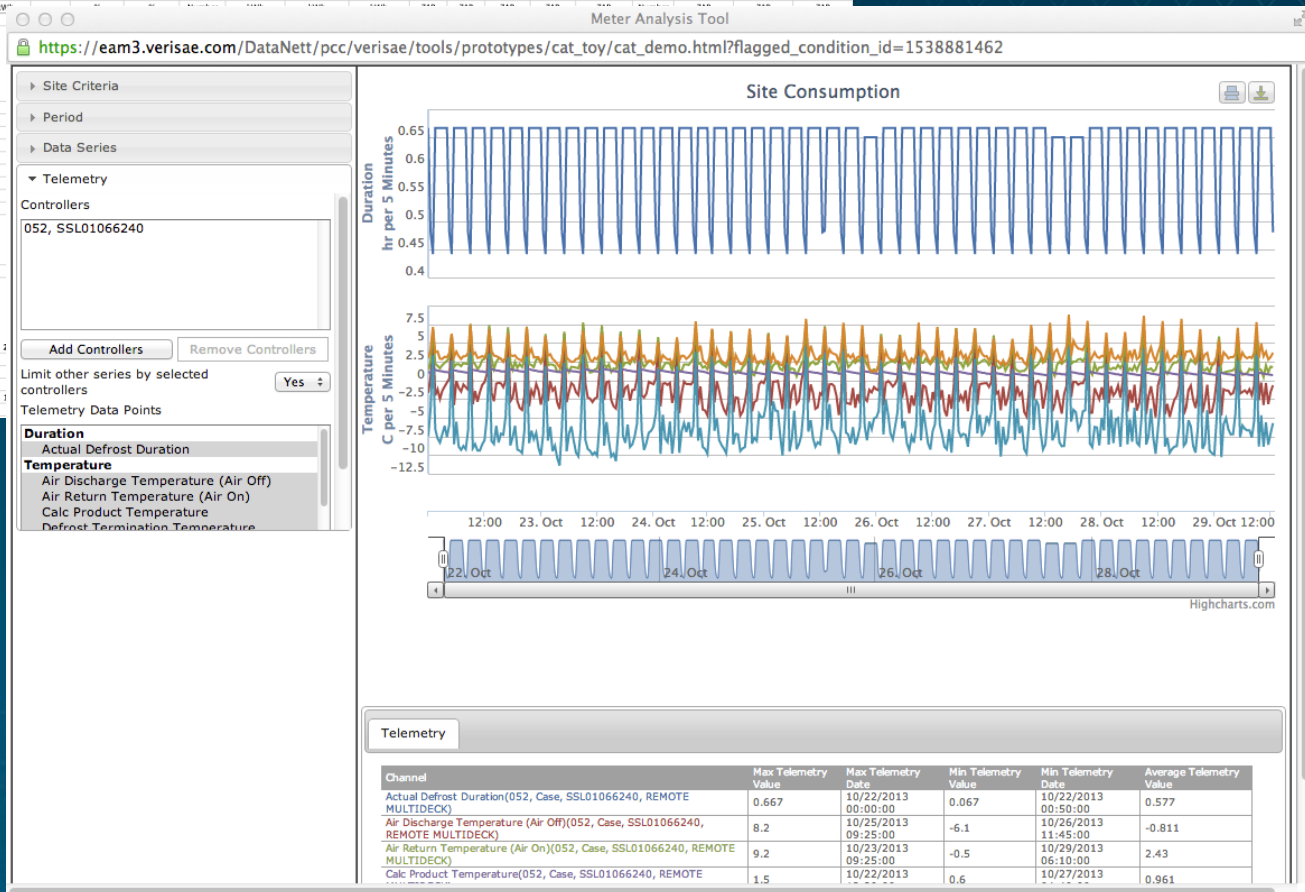 Meter Analysis Tool
https://eam3.verisae.com/DataNett/pcc/verisae/tools/prototypes/cat_toy/cat_demo.html?flagged_condition_id=1538881462
Site Criteria
Period
Data Series
Telemetry
Controllers
052, SSL01066240
Add Controllers
Remove Controllers
Limit other series by selected
controllers
Yes
Telemetry Data Points
Duration
Actual Defrost Duration
Temperature
Air Discharge Temperature (Air Off)
Air Return Temperature (Air On)
Calc Product Temperature
Defrost Termination Temperature
Site Consumption
Duration
hr per 5 Minutes
0.65
0.6
0.55
0.5
0.45
0.4
Temperature
C per 5 Minutes
7.5
5
2.5
0
−2.5
−5
−7.5
−10
−12.5
12:00 23. Oct 12:00 24. Oct 12:00 25. Oct 12:00 26. Oct 12:00 27. Oct 12:00 28. Oct 12:00 29. Oct 12:00
22. Oct 24. Oct 26. Oct 28. Oct
Highcharts.com
Telemetry
Channel
Max Telemetry
Value
Max Telemetry
Date
Min Telemetry
Value
Min Telemetry
Date
Average Telemetry
Value
Actual Defrost Duration(052, Case, SSL01066240, REMOTE
MULTIDECK)
0.667
10/22/2013
00:00:00
0.067
10/22/2013
00:50:00
0.577
Air Discharge Temperature (Air Off)(052, Case, SSL01066240,
REMOTE MULTIDECK)
8.2
10/25/2013
09:25:00
-6.1
10/26/2013
11:45:00
-0.811
Air Return Temperature (Air On)(052, Case, SSL01066240, REMOTE
MULTIDECK)
9.2
10/23/2013
09:25:00
-0.5
10/29/2013
06:10:00
2.43
Calc Product Temperature(052, Case, SSL01066240, REMOTE
1.5
10/22/2013
0.6
10/27/2013
0.961